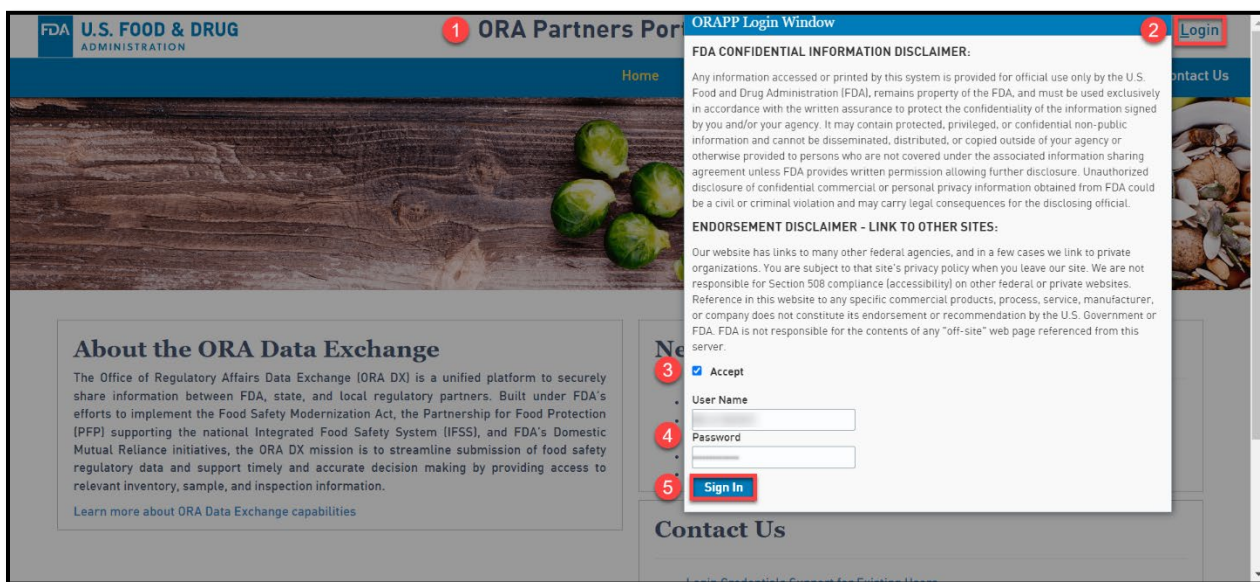 FDA U.S. FOOD & DRUG
ADMINISTRATION
1 ORA Partners Por
ORAPP Login Window
2 Login
Home
ontact Us
FDA CONFIDENTIAL INFORMATION DISCLAIMER:
Any information accessed or printed by this system is provided for official use only by the U.S.
Food and Drug Administration (FDA), remains property of the FDA, and must be used exclusively
in accordance with the written assurance to protect the confidentiality of the information signed
by you and/or your agency. It may contain protected, privileged, or confidential non-public
information and cannot be disseminated, distributed, or copied outside of your agency or
otherwise provided to persons who are not covered under the associated information sharing
agreement unless FDA provides written permission allowing further disclosure. Unauthorized
disclosure of confidential commercial or personal privacy information obtained from FDA could
be a civil or criminal violation and may carry legal consequences for the disclosing official.
ENDORSEMENT DISCLAIMER - LINK TO OTHER SITES:
Our website has links to many other federal agencies, and in a few cases we link to private
organizations. You are subject to that site's privacy policy when you leave our site. We are not
responsible for Section 508 compliance (accessibility) on other federal or private websites.
Reference in this website to any specific commercial products, process, service, manufacturer,
or company does not constitute its endorsement or recommendation by the U.S. Government or
FDA. FDA is not responsible for the contents of any "off-site" web page referenced from this
server.
3 Accept
User Name
4 Password
5 Sign In
About the ORA Data Exchange
The Office of Regulatory Affairs Data Exchange (ORA DX) is a unified platform to securely
share information between FDA, state, and local regulatory partners. Built under FDA's
efforts to implement the Food Safety Modernization Act, the Partnership for Food Protection
(PFP) supporting the national Integrated Food Safety System (IFSS), and FDA's Domestic
Mutual Reliance initiatives, the ORA DX mission is to streamline submission of food safety
regulatory data and support timely and accurate decision making by providing access to
relevant inventory, sample, and inspection information.
Learn more about ORA Data Exchange capabilities
Ne
Contact Us
Login Credentials Support for Existing Users